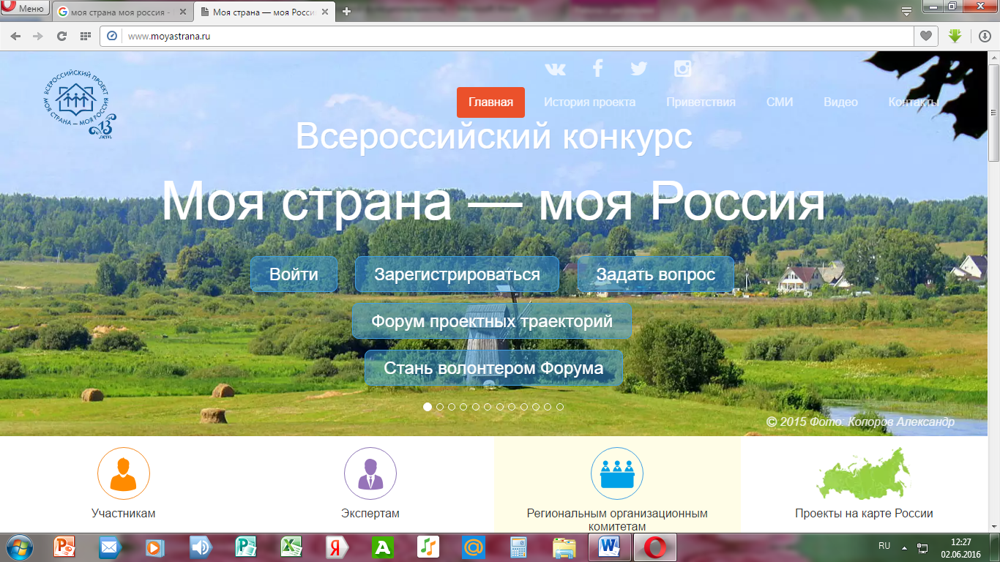 Меню
моя страна моя россия -
Моя страна — моя Росси
www.moyastrana.ru
ВСЕРОССИЙСКИЙ ПРОЕКТ
МОЯ СТРАНА – МОЯ РОССИЯ
13 лет
Главная История проекта Приветствия СМИ Видео Контакты
Всероссийский конкурс
Моя страна — моя Россия
Войти Зарегистрироваться Задать вопрос
Форум проектных траекторий
Стань волонтером Форума
© 2015 Фото: Копоров Александр
Участникам
Экспертам
Региональным организационным
комитетам
Проекты на карте России
RU
12:27
02.06.2016